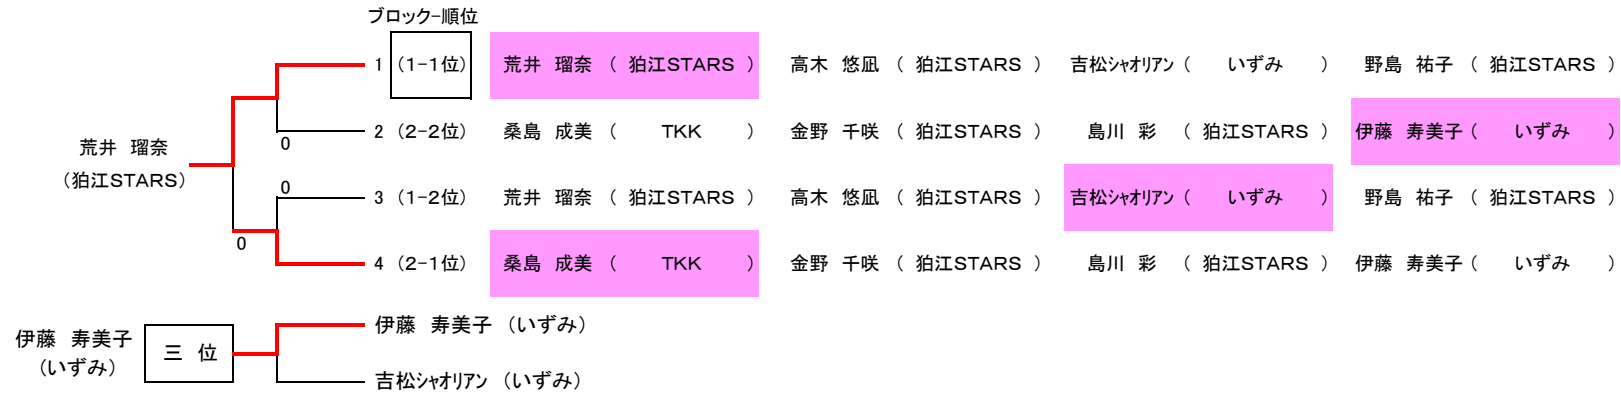 ブロック-順位
1 (1-1位) 荒井 瑠奈 ( 狛江STARS ) 高木 悠凪 ( 狛江STARS ) 吉松シャオリアン ( いずみ ) 野島 祐子 ( 狛江STARS )
2 (2-2位) 桑島 成美 ( TKK ) 金野 千咲 ( 狛江STARS ) 島川 彩 ( 狛江STARS ) 伊藤 寿美子 ( いずみ )
0
荒井 瑠奈
(狛江STARS)
0
3 (1-2位) 荒井 瑠奈 ( 狛江STARS ) 高木 悠凪 ( 狛江STARS ) 吉松シャオリアン ( いずみ ) 野島 祐子 ( 狛江STARS )
0
4 (2-1位) 桑島 成美 ( TKK ) 金野 千咲 ( 狛江STARS ) 島川 彩 ( 狛江STARS ) 伊藤 寿美子 ( いずみ )
伊藤 寿美子 (いずみ)
伊藤 寿美子
(いずみ)
三 位
吉松シャオリアン (いずみ)